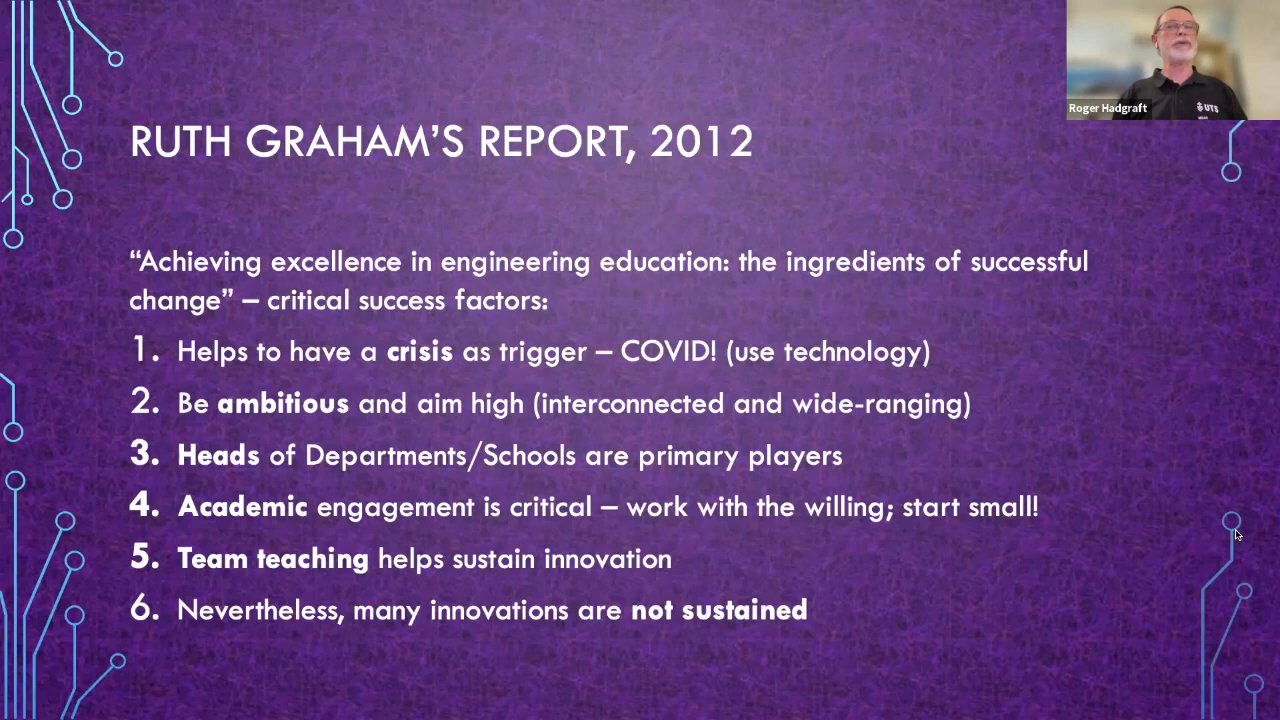 Roger Hadgraft
UTS
RUTH GRAHAM’S REPORT, 2012
“Achieving excellence in engineering education: the ingredients of successful
change” – critical success factors:
1. Helps to have a crisis as trigger – COVID! (use technology)
2. Be ambitious and aim high (interconnected and wide-ranging)
3. Heads of Departments/Schools are primary players
4. Academic engagement is critical – work with the willing; start small!
5. Team teaching helps sustain innovation
6. Nevertheless, many innovations are not sustained